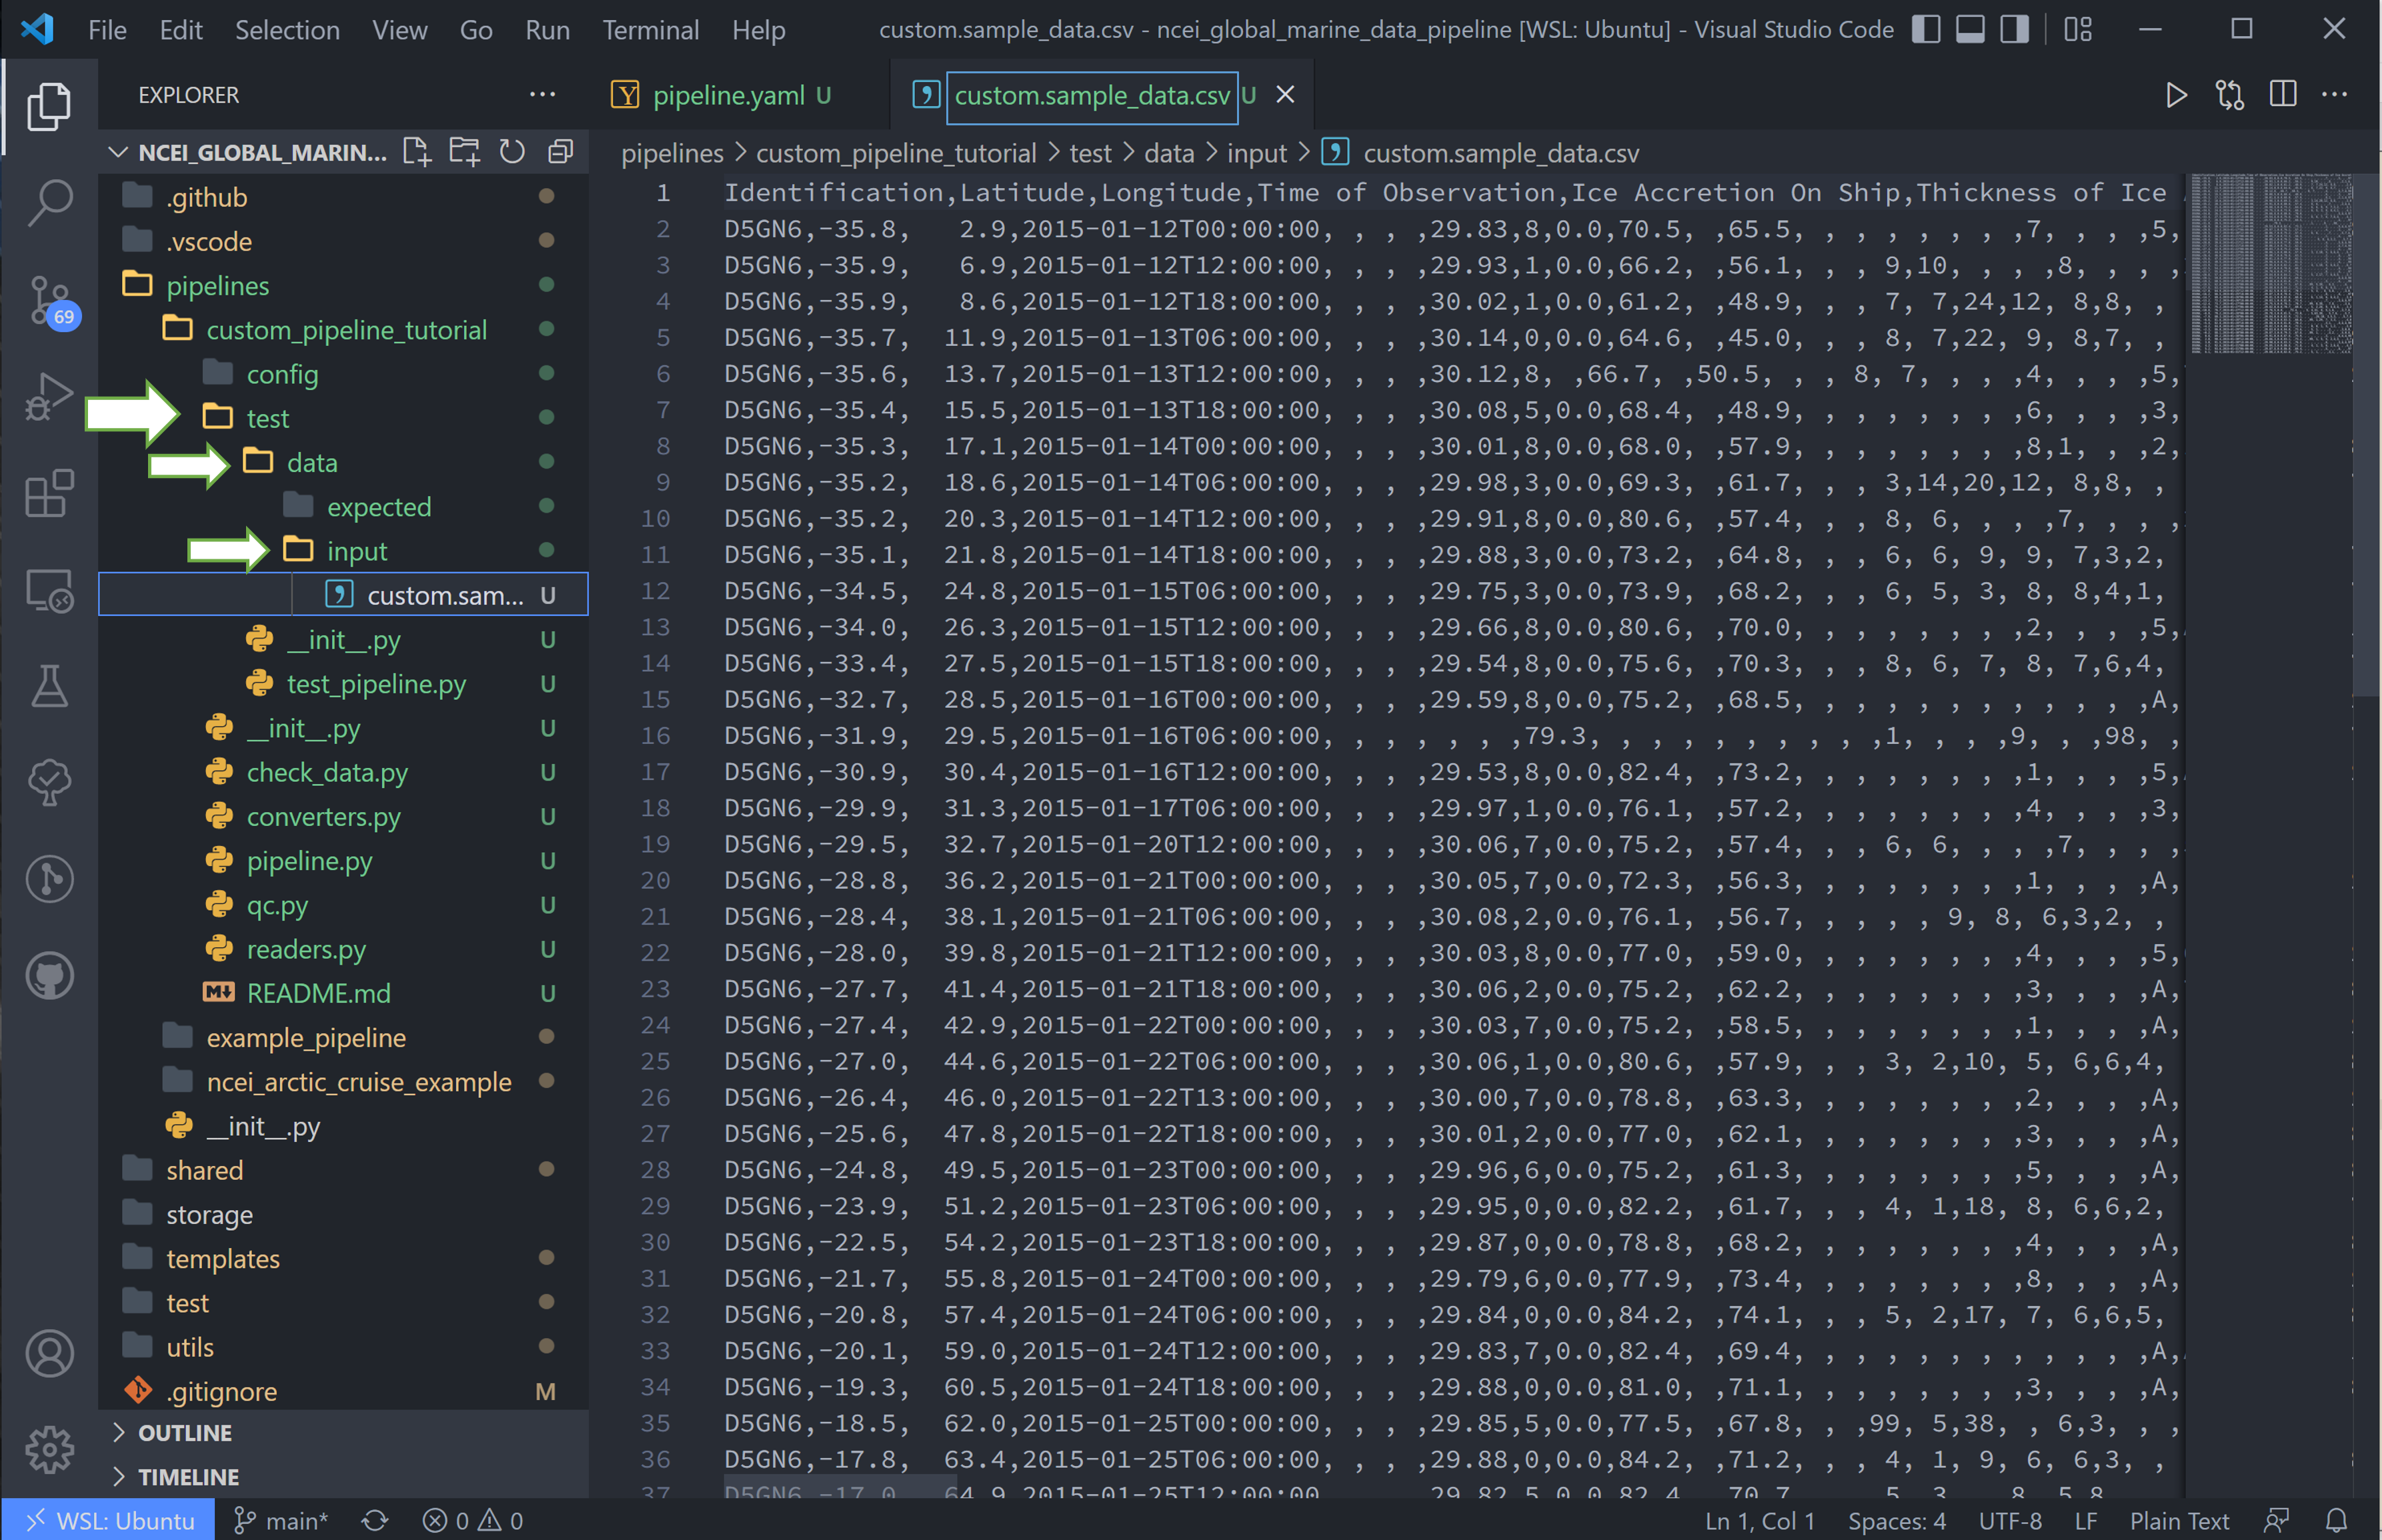 File Edit Selection View Go Run Terminal Help custom.sample_data.csv - ncei_global_marine_data_pipeline [WSL: Ubuntu] - Visual Studio Code
EXPLORER
NCEI_GLOBAL_MARIN...
.github
.vscode
pipelines
custom_pipeline_tutorial
config
test
data
expected
input
custom.sam... U
__init__.py U
test_pipeline.py U
__init__.py U
check_data.py U
converters.py U
pipeline.py U
qc.py U
readers.py U
README.md U
example_pipeline
ncei_arctic_cruise_example
__init__.py
shared
storage
templates
test
utils
.gitignore M
OUTLINE
TIMELINE
69
pipeline.yaml U
custom.sample_data.csv U
pipelines > custom_pipeline_tutorial > test > data > input > custom.sample_data.csv
1 Identification,Latitude,Longitude,Time of Observation,Ice Accretion On Ship,Thickness of Ice
2 D5GN6,-35.8, 2.9,2015-01-12T00:00:00, , , ,29.83,8,0.0,70.5, ,65.5, , , , , , , ,7, , , ,5,
3 D5GN6,-35.9, 6.9,2015-01-12T12:00:00, , , ,29.93,1,0.0,66.2, ,56.1, , , 9,10, , , ,8, , , ,
4 D5GN6,-35.9, 8.6,2015-01-12T18:00:00, , , ,30.02,1,0.0,61.2, ,48.9, , , 7, 7,24,12, 8,8, , ,
5 D5GN6,-35.7, 11.9,2015-01-13T06:00:00, , , ,30.14,0,0.0,64.6, ,45.0, , , 8, 7,22, 9, 8,7, , ,
6 D5GN6,-35.6, 13.7,2015-01-13T12:00:00, , , ,30.12,8, ,66.7, ,50.5, , , 8, 7, , , ,4, , , ,5,
7 D5GN6,-35.4, 15.5,2015-01-13T18:00:00, , , ,30.08,5,0.0,68.4, ,48.9, , , , , , , ,6, , , ,3,
8 D5GN6,-35.3, 17.1,2015-01-14T00:00:00, , , ,30.01,8,0.0,68.0, ,57.9, , , , , , , ,8,1, , ,2,
9 D5GN6,-35.2, 18.6,2015-01-14T06:00:00, , , ,29.98,3,0.0,69.3, ,61.7, , , 3,14,20,12, 8,8, , ,
10 D5GN6,-35.2, 20.3,2015-01-14T12:00:00, , , ,29.91,8,0.0,80.6, ,57.4, , , 8, 6, , , ,7, , , ,
11 D5GN6,-35.1, 21.8,2015-01-14T18:00:00, , , ,29.88,3,0.0,73.2, ,64.8, , , 6, 6, 9, 9, 7,3,2,
12 D5GN6,-34.5, 24.8,2015-01-15T06:00:00, , , ,29.75,3,0.0,73.9, ,68.2, , , 6, 5, 3, 8, 8,4,1,
13 D5GN6,-34.0, 26.3,2015-01-15T12:00:00, , , ,29.66,8,0.0,80.6, ,70.0, , , , , , , ,2, , , ,5,
14 D5GN6,-33.4, 27.5,2015-01-15T18:00:00, , , ,29.54,8,0.0,75.6, ,70.3, , , 8, 6, 7, 8, 7,6,4,
15 D5GN6,-32.7, 28.5,2015-01-16T00:00:00, , , ,29.59,8,0.0,75.2, ,68.5, , , , , , , , , , , ,A,
16 D5GN6,-31.9, 29.5,2015-01-16T06:00:00, , , , , , ,79.3, , , , , , , , , ,1, , , ,9, , ,98, ,
17 D5GN6,-30.9, 30.4,2015-01-16T12:00:00, , , ,29.53,8,0.0,82.4, ,73.2, , , , , , , ,1, , , ,5,
18 D5GN6,-29.9, 31.3,2015-01-17T06:00:00, , , ,29.97,1,0.0,76.1, ,57.2, , , , , , , ,4, , , ,3,
19 D5GN6,-29.5, 32.7,2015-01-20T12:00:00, , , ,30.06,7,0.0,75.2, ,57.4, , , 6, 6, , , ,7, , , ,
20 D5GN6,-28.8, 36.2,2015-01-21T00:00:00, , , ,30.05,7,0.0,72.3, ,56.3, , , , , , , ,1, , , ,A,
21 D5GN6,-28.4, 38.1,2015-01-21T06:00:00, , , ,30.08,2,0.0,76.1, ,56.7, , , , , 9, 8, 6,3,2, , ,
22 D5GN6,-28.0, 39.8,2015-01-21T12:00:00, , , ,30.03,8,0.0,77.0, ,59.0, , , , , , , ,4, , , ,5,
23 D5GN6,-27.7, 41.4,2015-01-21T18:00:00, , , ,30.06,2,0.0,75.2, ,62.2, , , , , , , ,3, , , ,A,
24 D5GN6,-27.4, 42.9,2015-01-22T00:00:00, , , ,30.03,7,0.0,75.2, ,58.5, , , , , , , ,1, , , ,A,
25 D5GN6,-27.0, 44.6,2015-01-22T06:00:00, , , ,30.06,1,0.0,80.6, ,57.9, , , 3, 2,10, 5, 6,6,4,
26 D5GN6,-26.4, 46.0,2015-01-22T13:00:00, , , ,30.00,7,0.0,78.8, ,63.3, , , , , , , ,2, , , ,A,
27 D5GN6,-25.6, 47.8,2015-01-22T18:00:00, , , ,30.01,2,0.0,77.0, ,62.1, , , , , , , ,3, , , ,A,
28 D5GN6,-24.8, 49.5,2015-01-23T00:00:00, , , ,29.96,6,0.0,75.2, ,61.3, , , , , , , ,5, , , ,A,
29 D5GN6,-23.9, 51.2,2015-01-23T06:00:00, , , ,29.95,0,0.0,82.2, ,61.7, , , 4, 1,18, 8, 6,6,2,
30 D5GN6,-22.5, 54.2,2015-01-23T18:00:00, , , ,29.87,0,0.0,78.8, ,68.2, , , , , , , ,4, , , ,A,
31 D5GN6,-21.7, 55.8,2015-01-24T00:00:00, , , ,29.79,6,0.0,77.9, ,73.4, , , , , , , ,8, , , ,A,
32 D5GN6,-20.8, 57.4,2015-01-24T06:00:00, , , ,29.84,0,0.0,84.2, ,74.1, , , 5, 2,17, 7, 6,6,5,
33 D5GN6,-20.1, 59.0,2015-01-24T12:00:00, , , ,29.83,7,0.0,82.4, ,69.4, , , , , , , , , , , ,A,
34 D5GN6,-19.3, 60.5,2015-01-24T18:00:00, , , ,29.88,0,0.0,81.0, ,71.1, , , , , , , ,3, , , ,A,
35 D5GN6,-18.5, 62.0,2015-01-25T00:00:00, , , ,29.85,5,0.0,77.5, ,67.8, , ,99, 5,38, , 6,3, , ,
36 D5GN6,-17.8, 63.4,2015-01-25T06:00:00, , , ,29.88,0,0.0,84.2, ,71.2, , , 4, 1, 9, 6, 6,3, , ,
37 D5GN6,-17.0, 64.9,2015-01-25T12:00:00, , , ,29.82,5,0.0,82.4, ,70.7
WSL: Ubuntu main* 0 0 Ln 1, Col 1 Spaces: 4 UTF-8 LF Plain Text